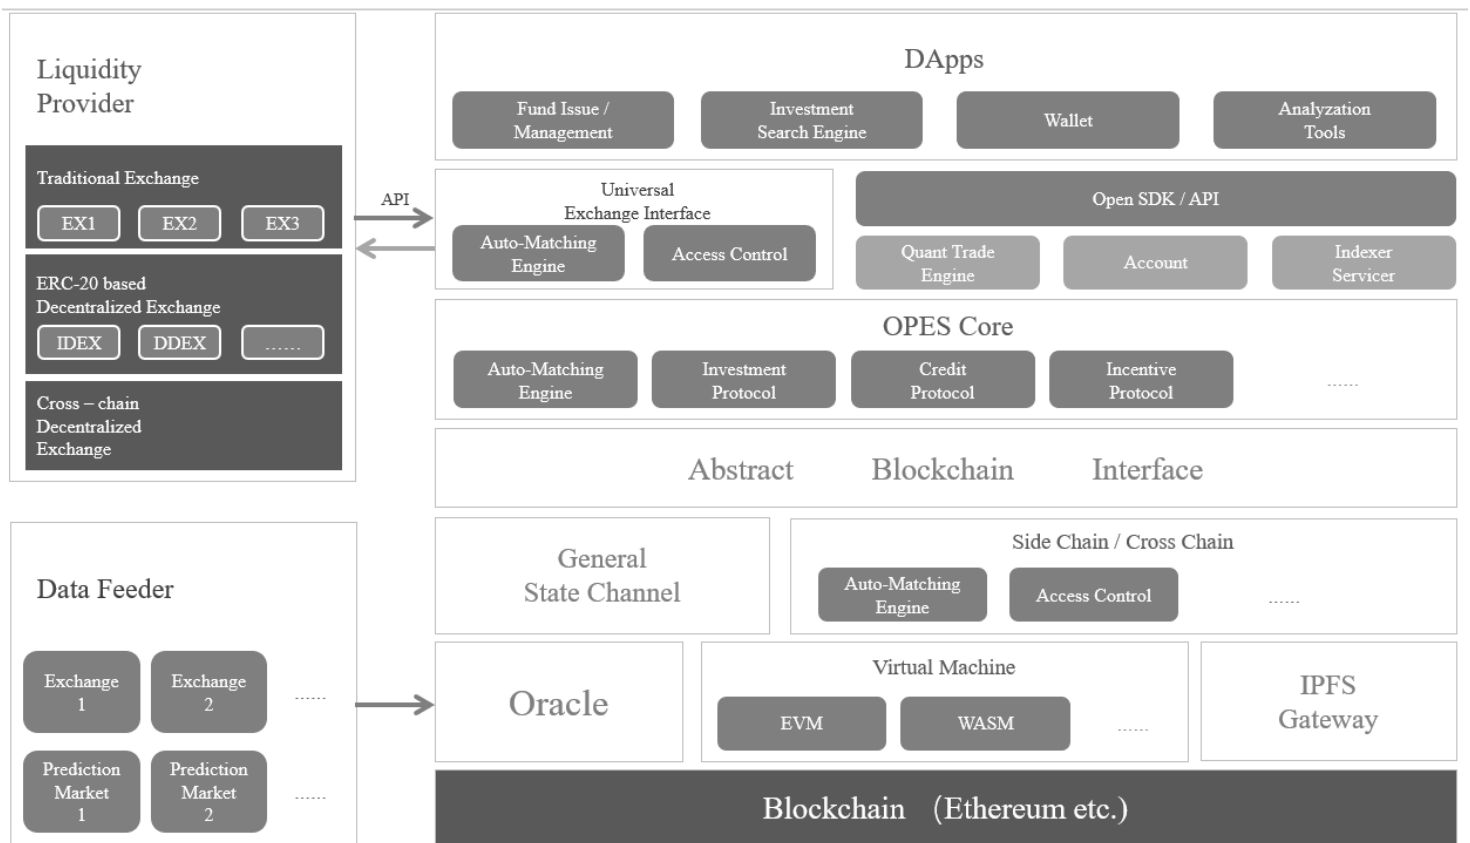 Liquidity
Provider
Traditional Exchange
EX1
EX2
EX3
ERC-20 based
Decentralized Exchange
IDEX
DDEX
......
Cross – chain
Decentralized
Exchange
API
DApps
Fund Issue /
Management
Investment
Search Engine
Wallet
Analyzation
Tools
Universal
Exchange Interface
Auto-Matching
Engine
Access Control
Open SDK / API
Quant Trade
Engine
Account
Indexer
Servicer
OPES Core
Auto-Matching
Engine
Investment
Protocol
Credit
Protocol
Incentive
Protocol
......
Abstract Blockchain Interface
General
State Channel
Side Chain / Cross Chain
Auto-Matching
Engine
Access Control
......
Data Feeder
Exchange
1
Exchange
2
......
Prediction
Market
1
Prediction
Market
2
......
Oracle
Virtual Machine
EVM
WASM
......
IPFS
Gateway
Blockchain （Ethereum etc.)